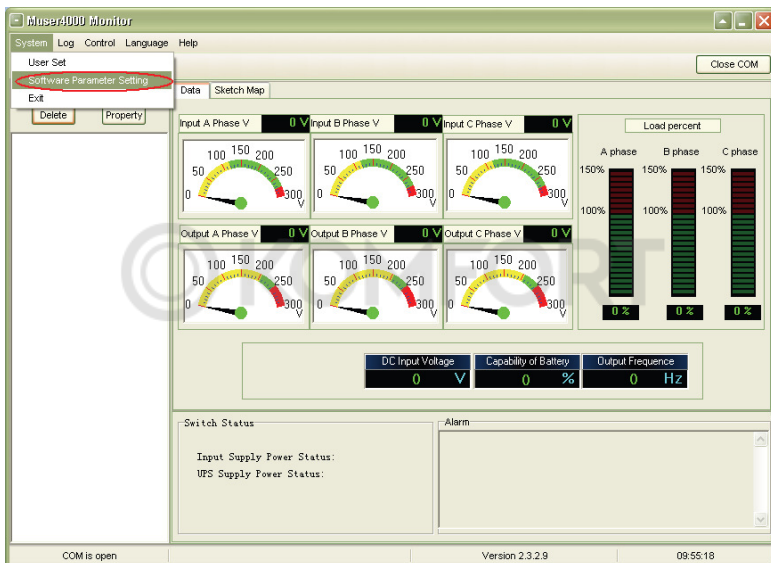 Muser4000 Monitor
System Log Control Language Help
User Set
Software Parameter Setting
Exit
Close COM
Delete Property
Data Sketch Map
Input A Phase V 0 V Input B Phase V 0 V Input C Phase V 0 V
0 50 100 150 200 250 300 V
0 50 100 150 200 250 300 V
0 50 100 150 200 250 300 V
Output A Phase V 0 V Output B Phase V 0 V Output C Phase V 0 V
0 50 100 150 200 250 300 V
0 50 100 150 200 250 300 V
0 50 100 150 200 250 300 V
Load percent
A phase B phase C phase
150% 150% 150%
100% 100% 100%
0 % 0 % 0 %
KOMFORT
DC Input Voltage Capability of Battery Output Frequence
0 V 0 % 0 Hz
Switch Status
Input Supply Power Status:
UPS Supply Power Status:
Alarm
COM is open Version 2.3.2.9 09:55:18